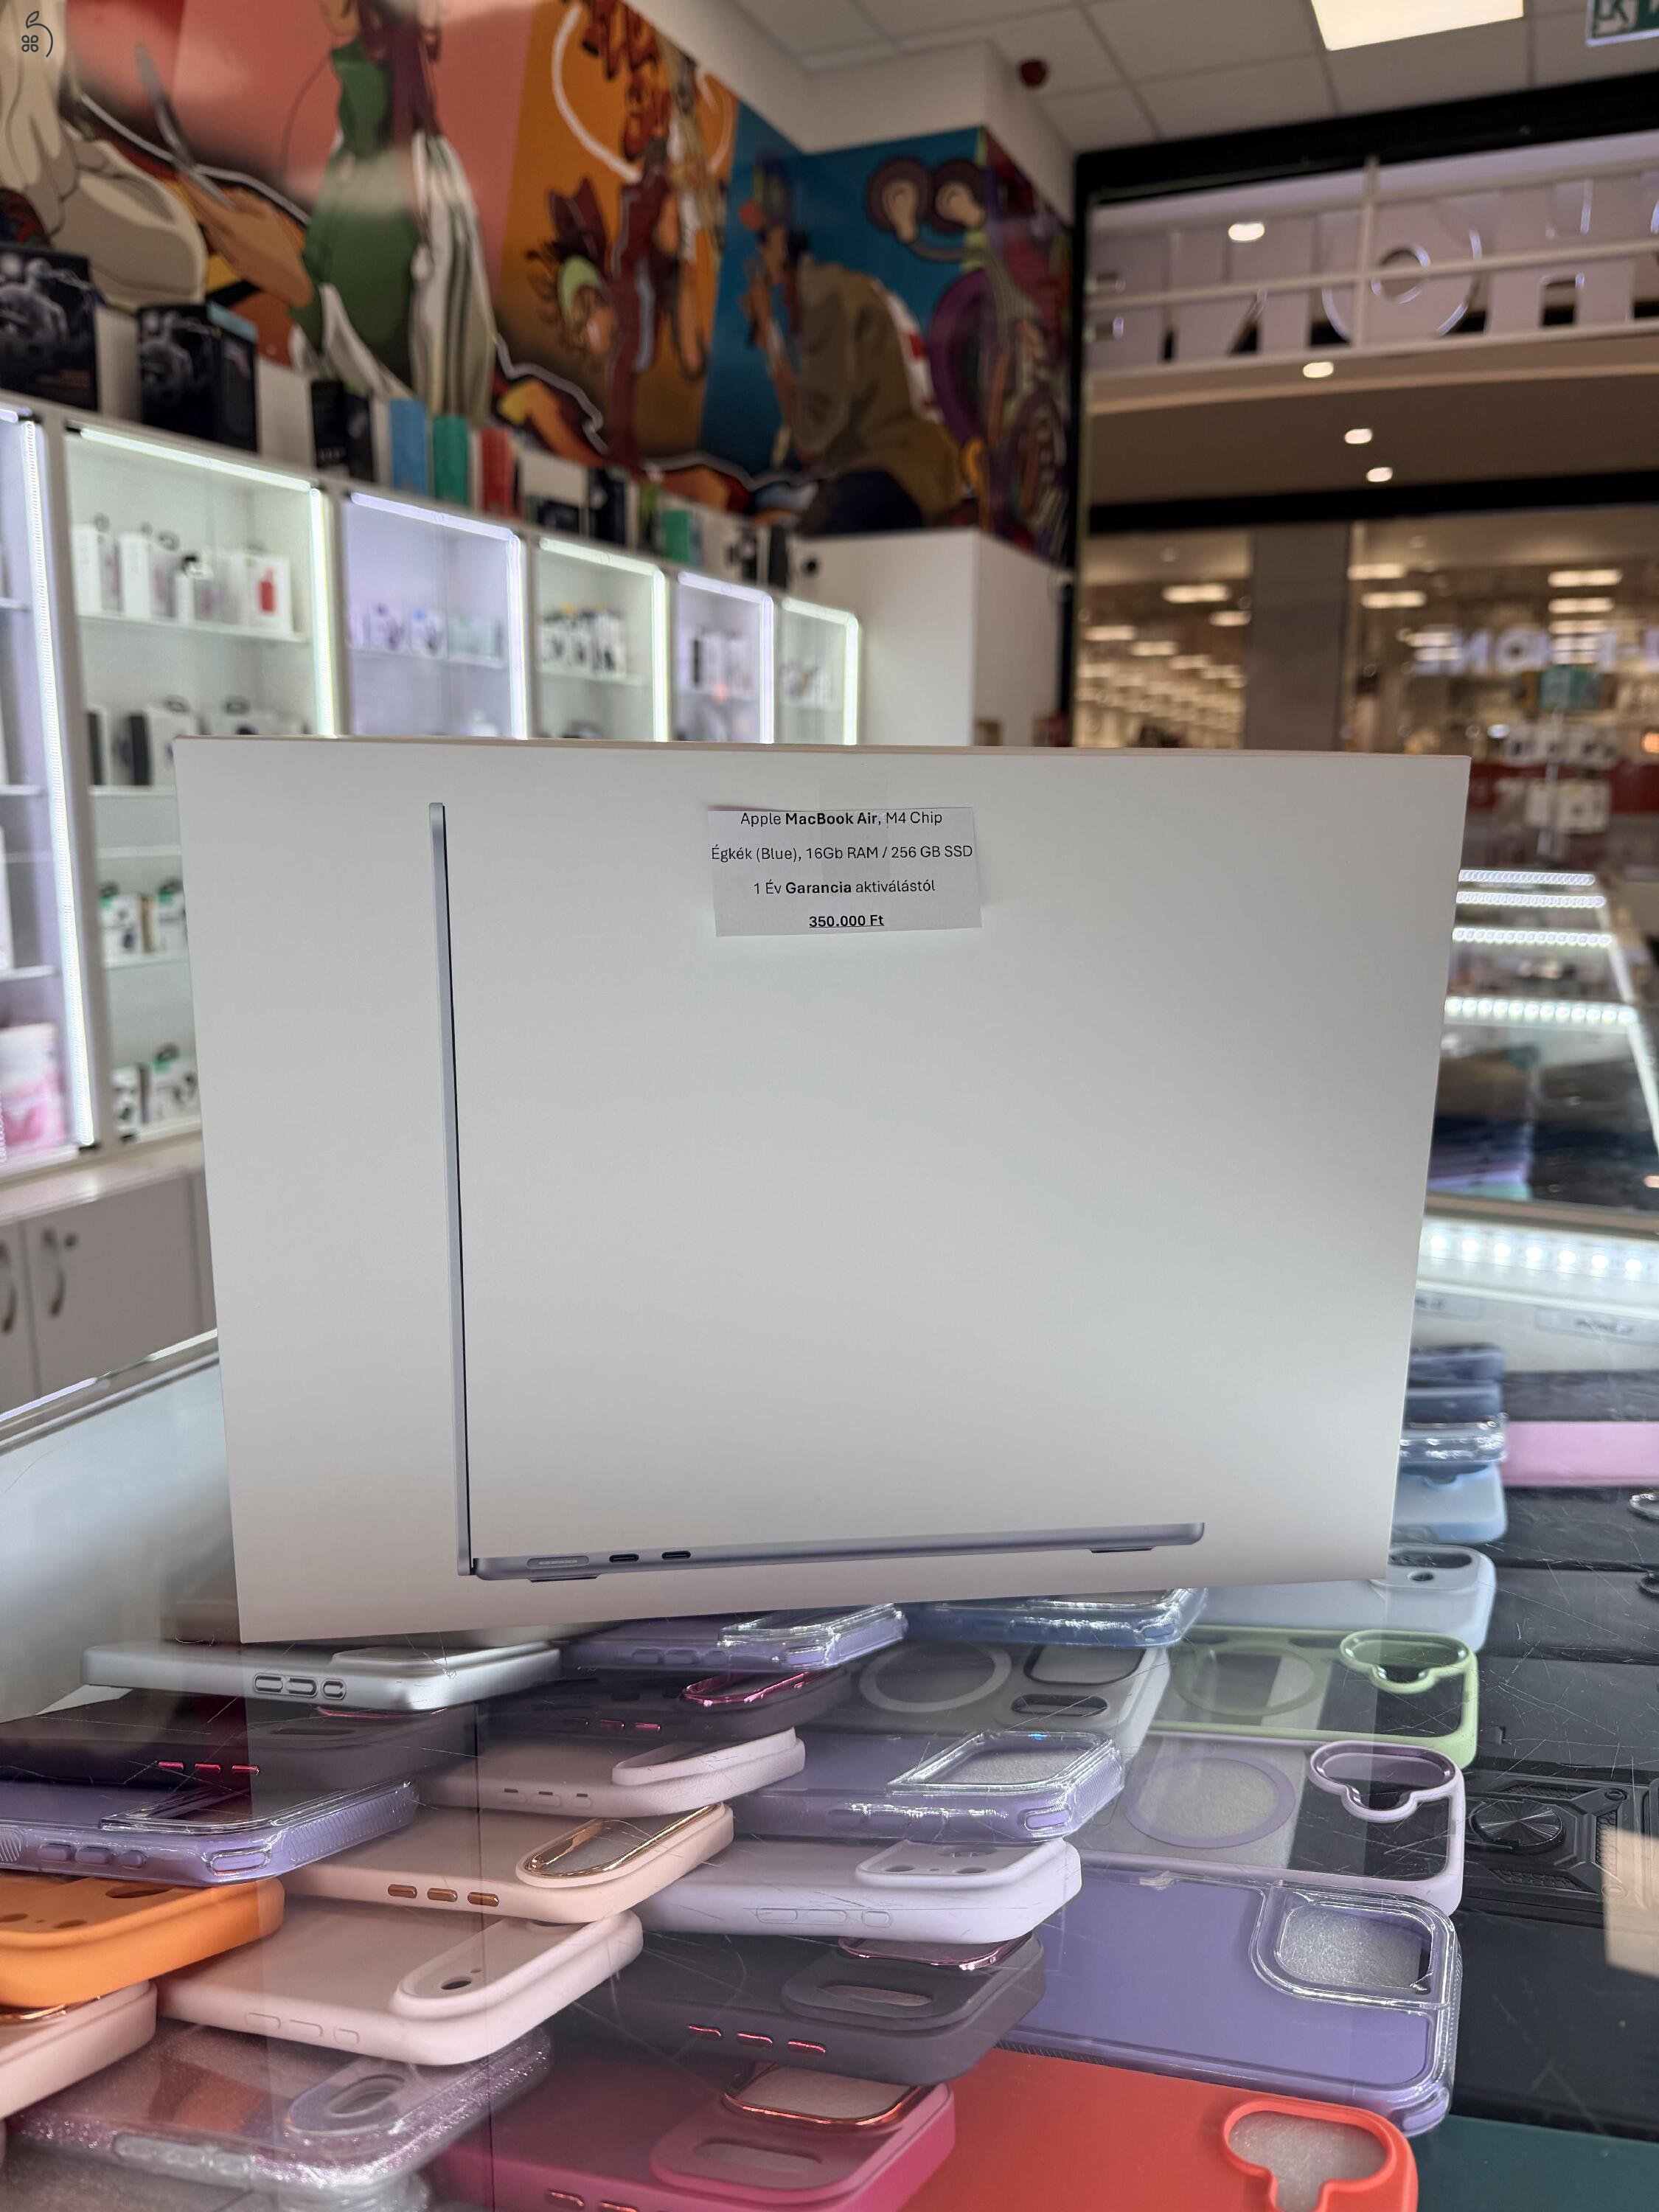 Apple MacBook Air, M4 Chip
Égkék (Blue), 16Gb RAM / 256 GB SSD
1 Év Garancia aktiválástól
350.000 Ft